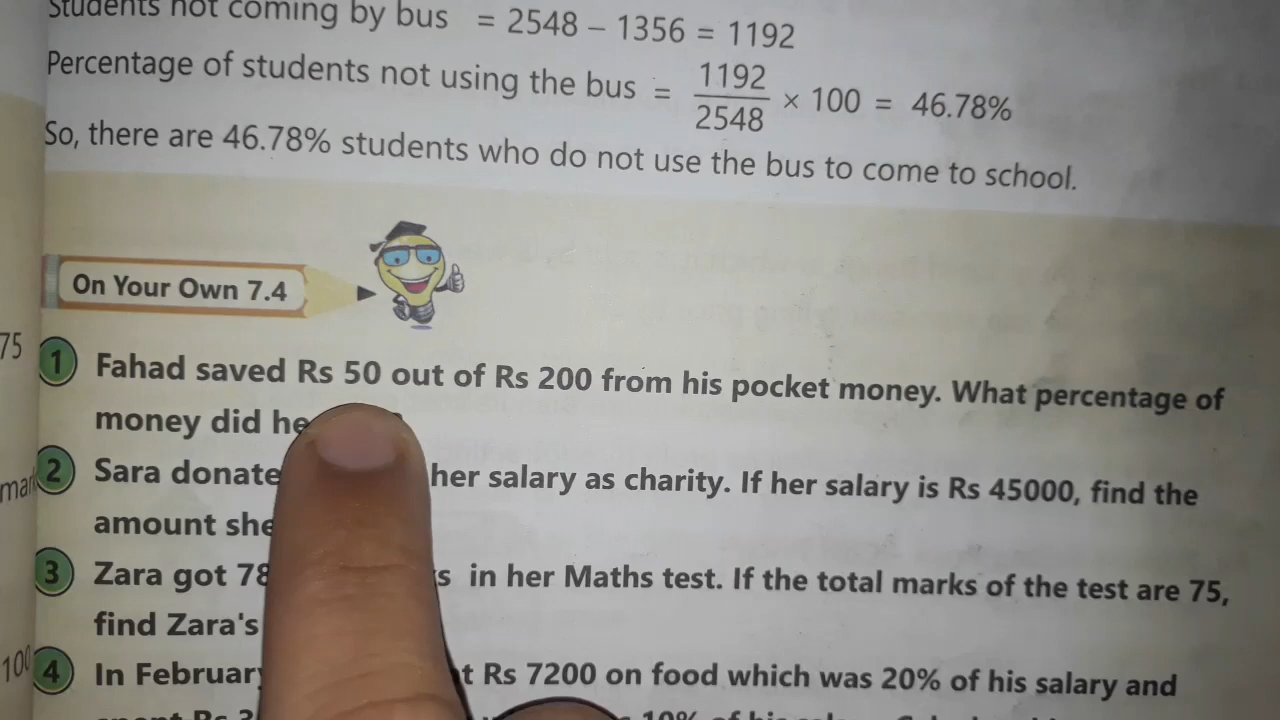 Students not coming by bus = 2548 – 1356 = 1192
Percentage of students not using the bus = 1192/2548 × 100 = 46.78%
So, there are 46.78% students who do not use the bus to come to school.
On Your Own 7.4
75
1 Fahad saved Rs 50 out of Rs 200 from his pocket money. What percentage of
money did he
2 Sara donate her salary as charity. If her salary is Rs 45000, find the
mar
amount she
3 Zara got 78 s in her Maths test. If the total marks of the test are 75,
find Zara's
100
4 In February t Rs 7200 on food which was 20% of his salary and
10% of his